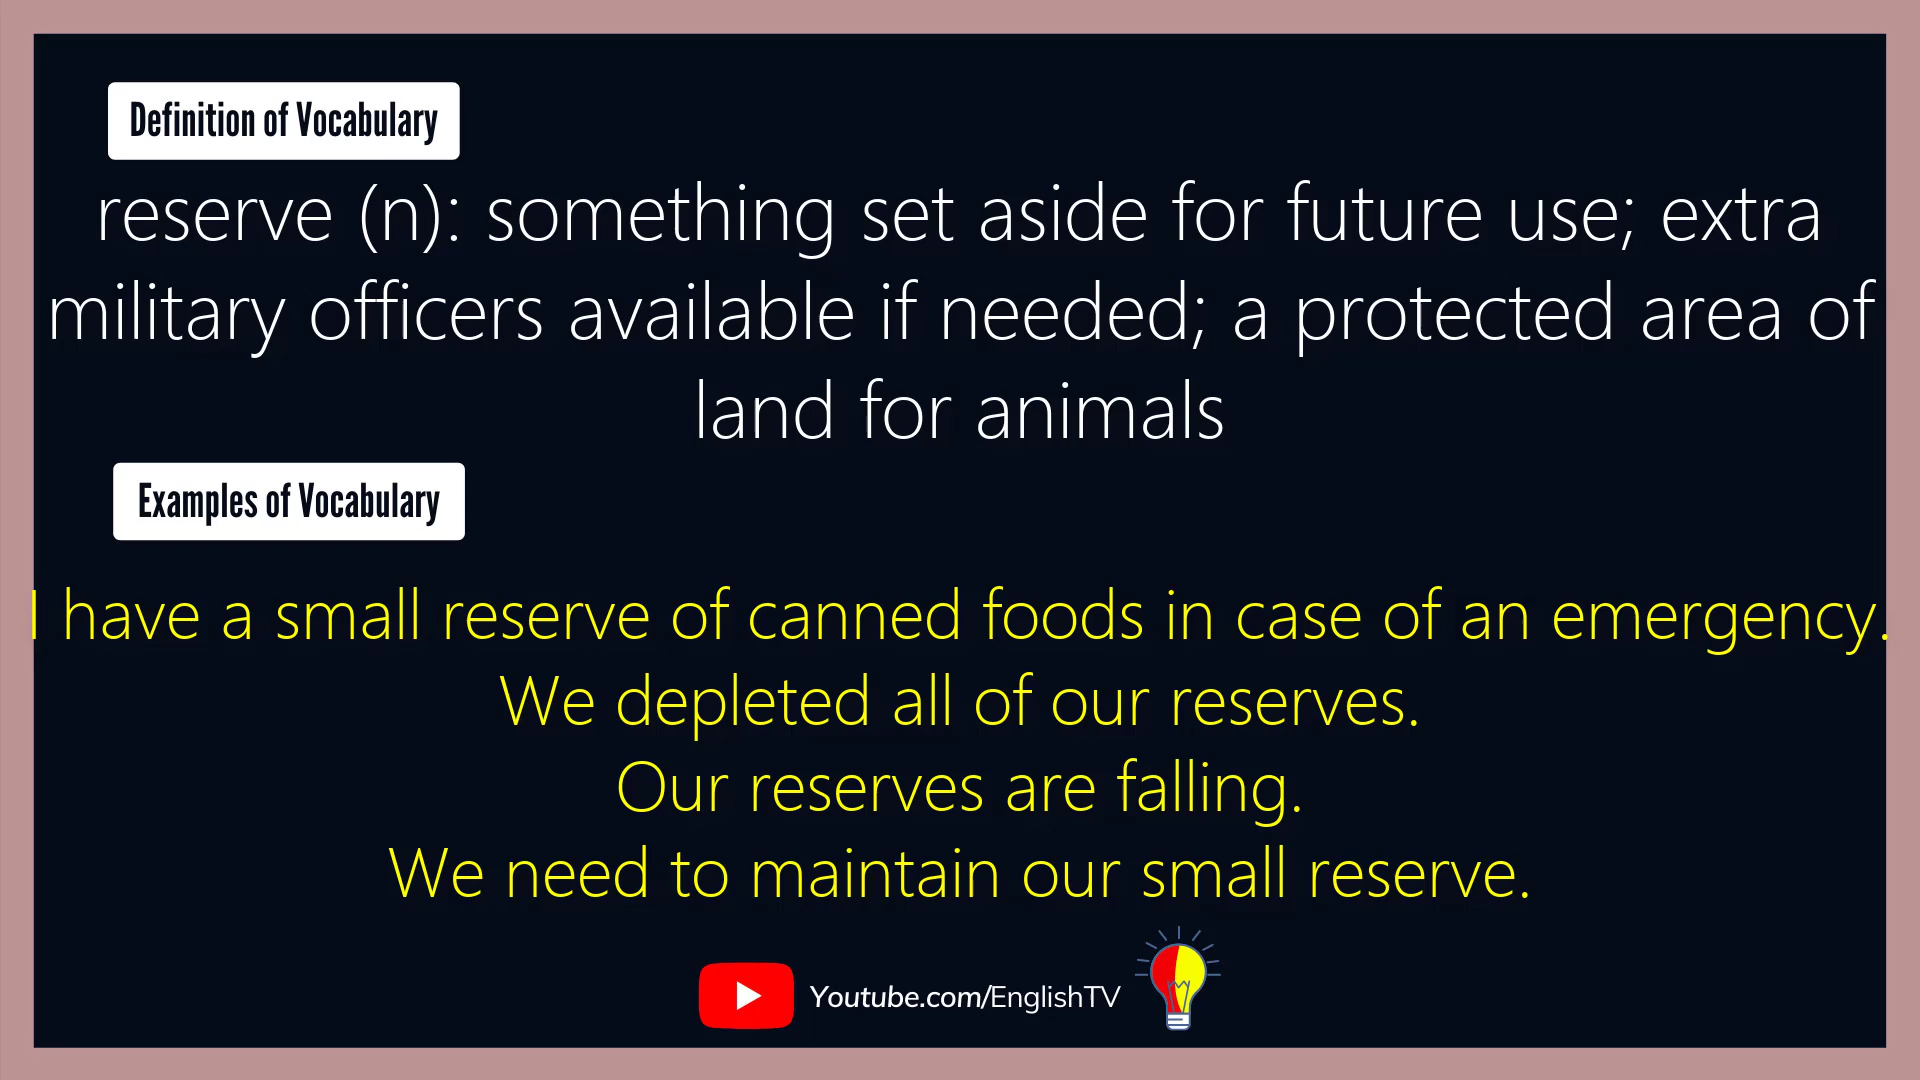 Definition of Vocabulary
reserve (n): something set aside for future use; extra
military officers available if needed; a protected area of
land for animals
Examples of Vocabulary
I have a small reserve of canned foods in case of an emergency.
We depleted all of our reserves.
Our reserves are falling.
We need to maintain our small reserve.
Youtube.com/EnglishTV